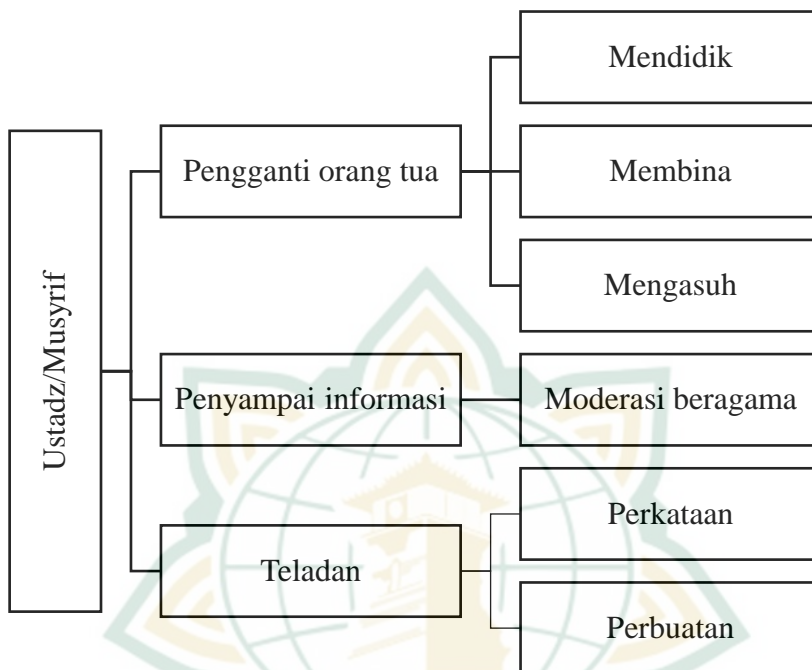 Ustadz/Musyrif
Pengganti orang tua
Mendidik
Membina
Mengasuh
Penyampai informasi
Moderasi beragama
Teladan
Perkataan
Perbuatan